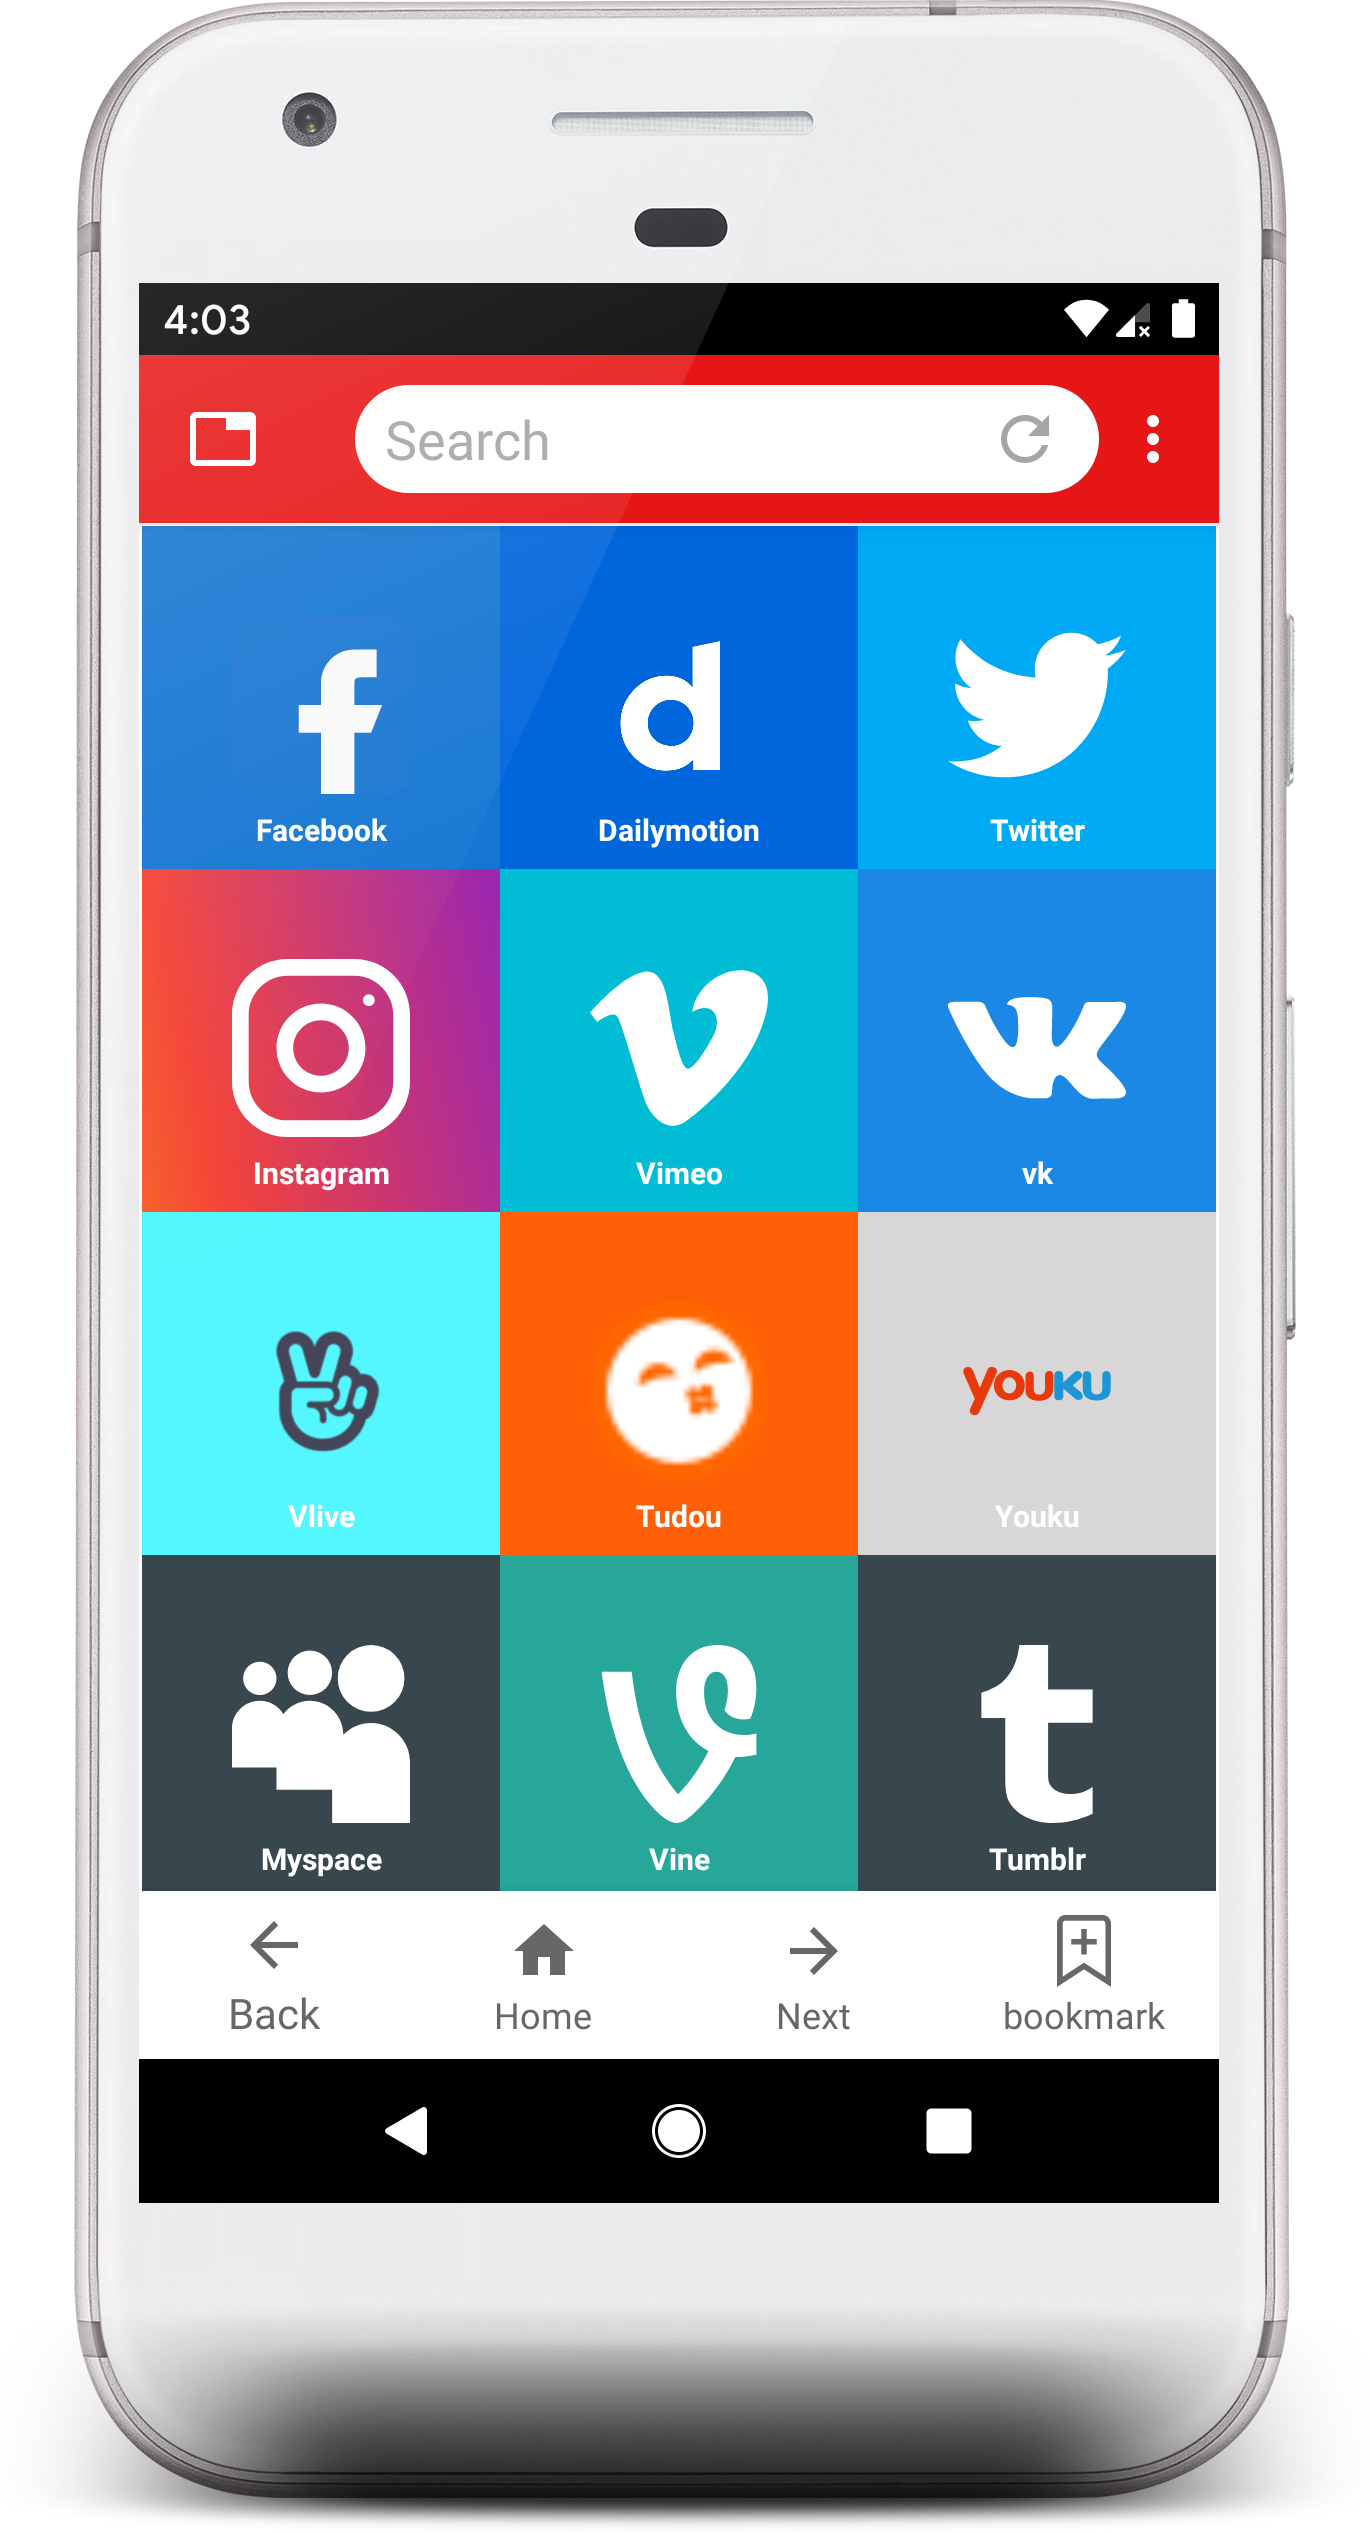 4:03
Search
Facebook
Dailymotion
Twitter
Instagram
Vimeo
vk
Vlive
Tudou
youku
Youku
Myspace
Vine
Tumblr
Back
Home
Next
bookmark